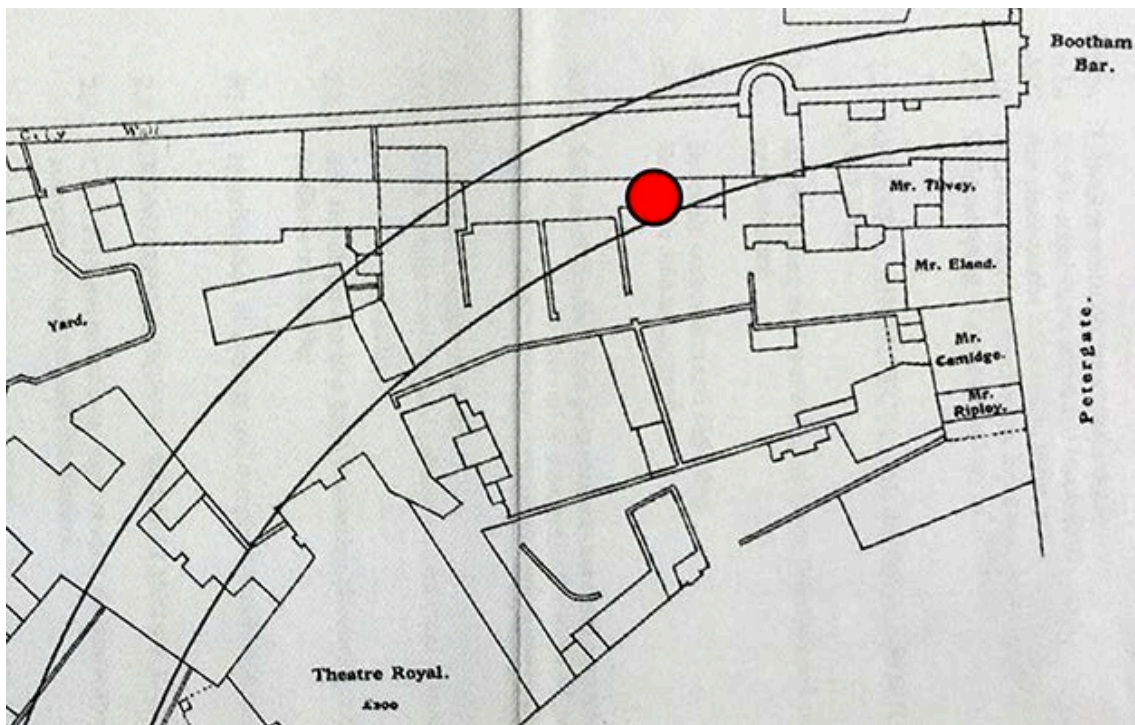 Bootham
Bar.
City Wall.
Mr. Tilvey.
Mr. Eland.
Yard.
Mr.
Camidge.
Mr.
Ripley.
Petergate.
Theatre Royal.